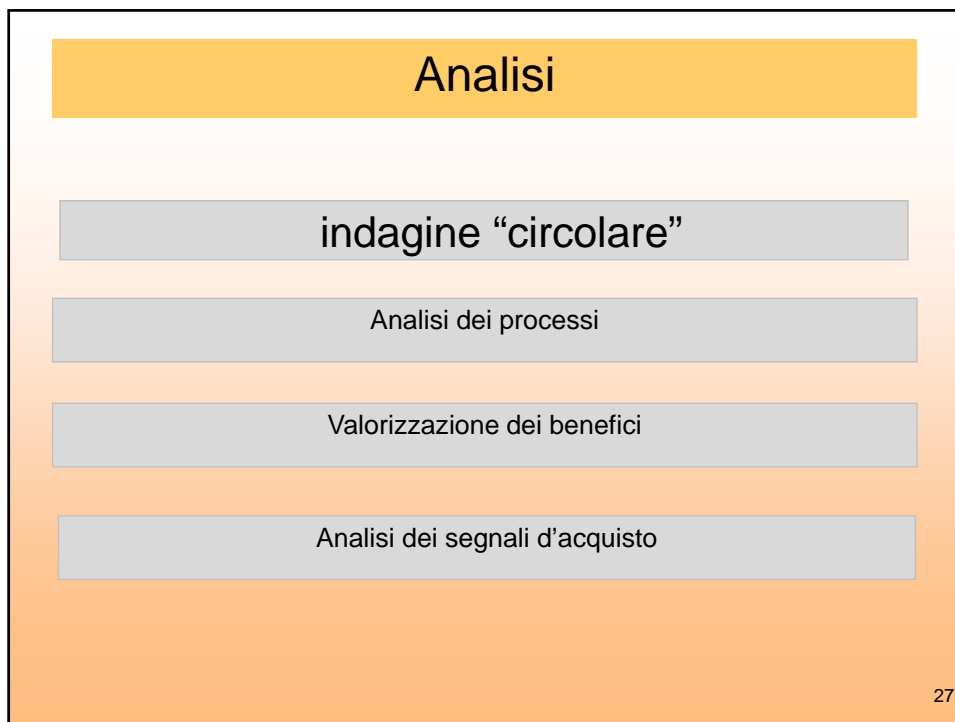 Analisi
indagine “circolare”
Analisi dei processi
Valorizzazione dei benefici
Analisi dei segnali d’acquisto
27